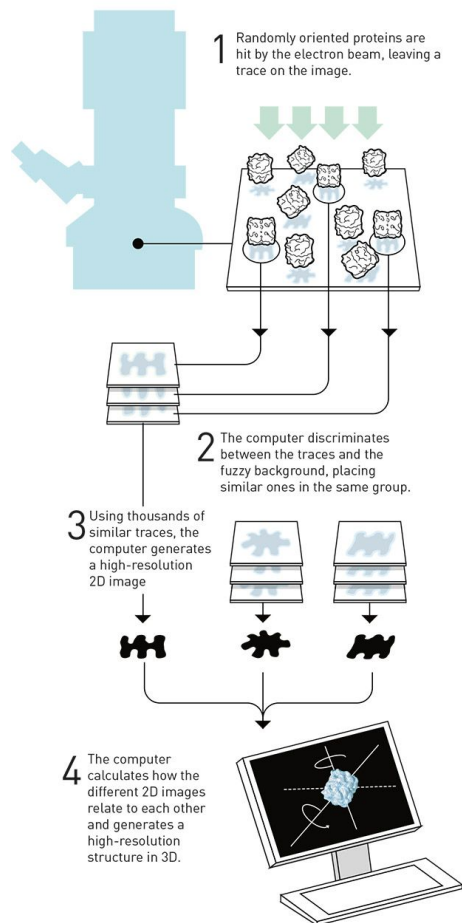 1 Randomly oriented proteins are
hit by the electron beam, leaving a
trace on the image.
2 The computer discriminates
between the traces and the
fuzzy background, placing
similar ones in the same group.
3 Using thousands of
similar traces, the
computer generates
a high-resolution
2D image
4 The computer
calculates how the
different 2D images
relate to each other
and generates a
high-resolution
structure in 3D.